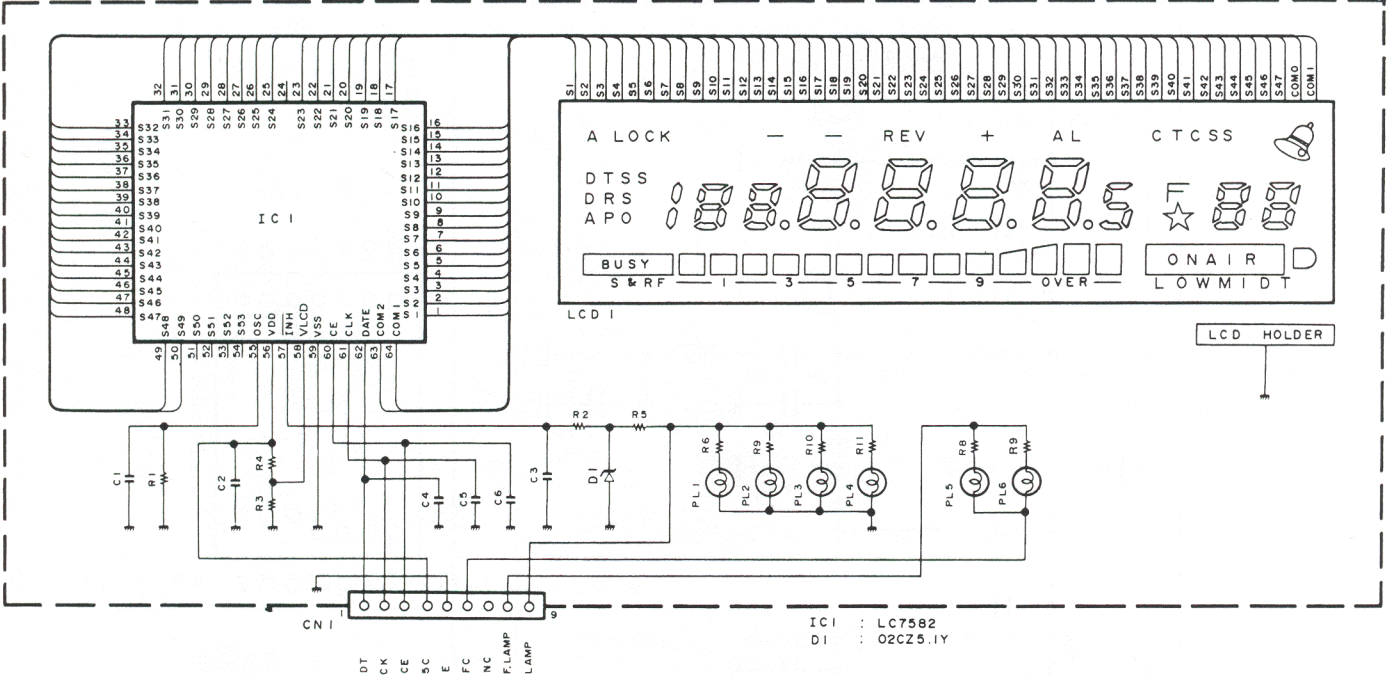 32 31 30 29 28 27 26 25 24 23 22 21 20 19 18 17
S31 S30 S29 S28 S27 S26 S25 S24 S23 S22 S21 S20 S19 S18 S17
S1 S2 S3 S4 S5 S6 S7 S8 S9 S10 S11 S12 S13 S14 S15 S16 S17 S18 S19 S20 S21 S22 S23 S24 S25 S26 S27 S28 S29 S30 S31 S32 S33 S34 S35 S36 S37 S38 S39 S40 S41 S42 S43 S44 S45 S46 S47 COM0 COM1
33 S32 S16 16
34 S33 S15 15
35 S34 S14 14
36 S35 S13 13
37 S36 S12 12
38 S37 S11 11
39 S38 S10 10
40 S39 S9 9
41 S40 S8 8
42 S41 S7 7
43 S42 S6 6
44 S43 S5 5
45 S44 S4 4
46 S45 S3 3
47 S46 S2 2
48 S47 S1 1
IC1
S48 S49 S50 S51 S52 S53 OSC VDD INH VLCD VSS CE CLK DATE COM2 COM1
49 50 51 52 53 54 55 56 57 58 59 60 61 62 63 64
A LOCK — — REV + AL CTCSS
DTSS
DRS
APO
188.8.8.8.8.5
F
88
BUSY
ONAIR
S&RF 1 3 5 7 9 OVER
LOWMIDT
LCD1
LCD HOLDER
R2 R5
C1 R1 C2 R4 R3 C4 C5 C6 C3 D1
R6 R9 R10 R11 R8 R9
PL1 PL2 PL3 PL4 PL5 PL6
CN1 1 9
DT CK CE 5C E FC NC F.LAMP LAMP
IC1 : LC7582
D1 : 02CZ5.1Y